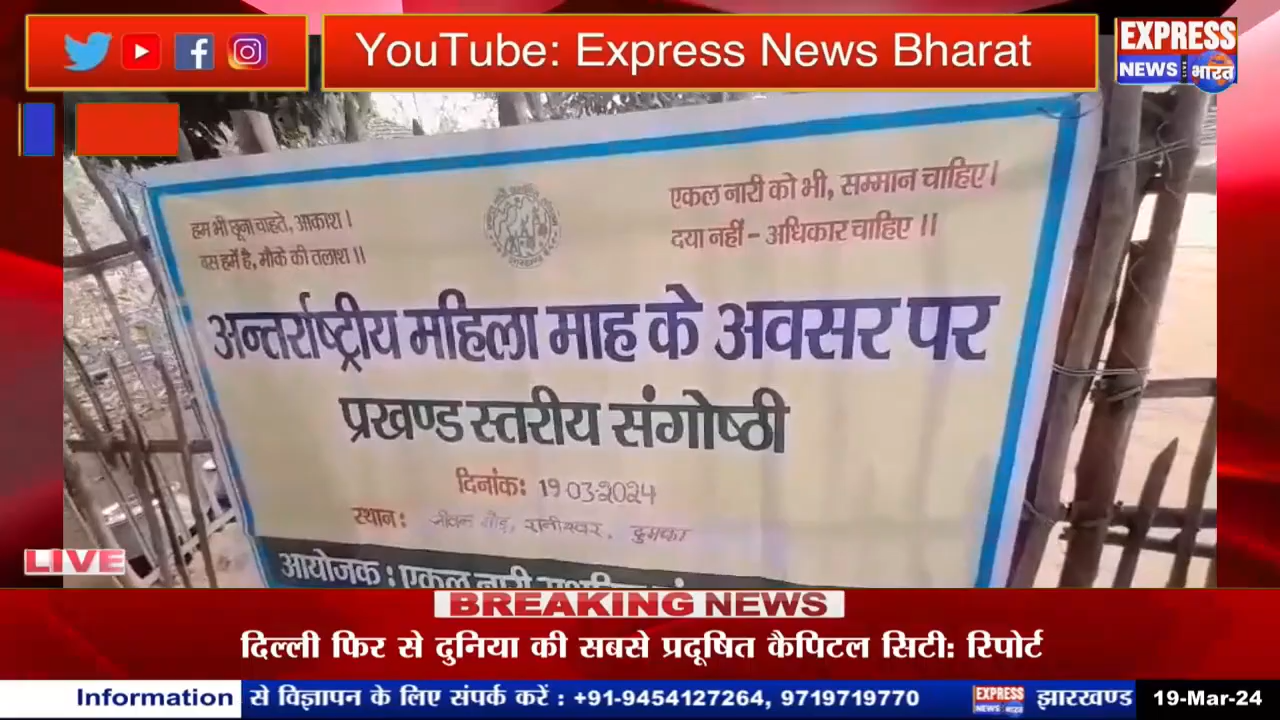 YouTube: Express News Bharat
EXPRESS
NEWS LIVE भारत
हम भी छूना चाहते, आकाश।
बस हमें है, मौके की तलाश॥
एकल नारी को भी, सम्मान चाहिए।
दया नहीं - अधिकार चाहिए ॥
अन्तर्राष्ट्रीय महिला माह के अवसर पर
प्रखण्ड स्तरीय संगोष्ठी
दिनांक: 19-03-2024
स्थान: रानीश्वर, दुमका
आयोजक : एकल नारी
LIVE
BREAKING NEWS
दिल्ली फिर से दुनिया की सबसे प्रदूषित कैपिटल सिटी: रिपोर्ट
Information से विज्ञापन के लिए संपर्क करें : +91-9454127264, 9719719770 EXPRESS NEWS भारत झारखण्ड 19-Mar-24